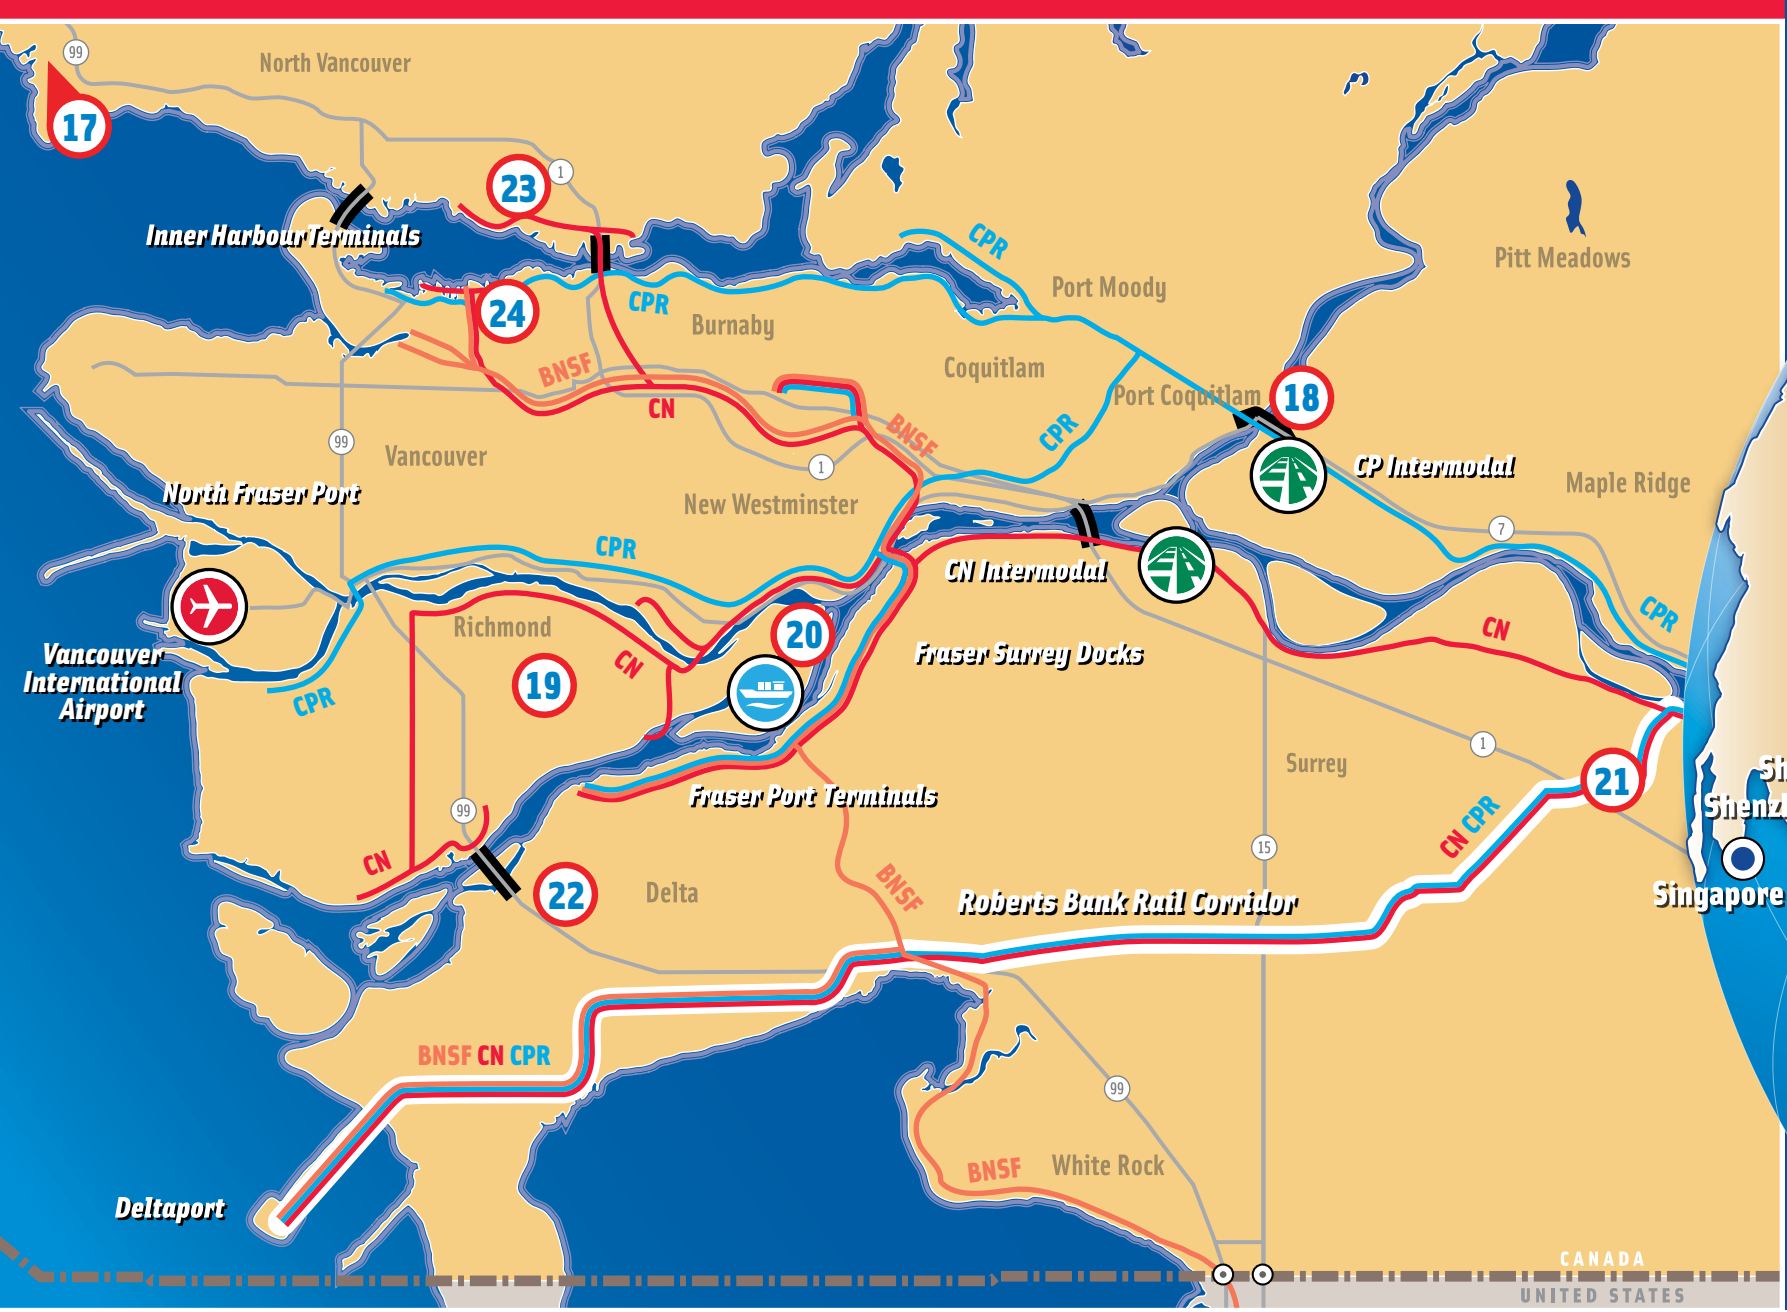 99
North Vancouver
17
23
1
Inner Harbour Terminals
CPR
Pitt Meadows
Port Moody
24
CPR
Burnaby
BNSF
Coquitlam
Port Coquitlam
18
CN
CPR
BNSF
99
Vancouver
1
CP Intermodal
Maple Ridge
North Fraser Port
New Westminster
7
CPR
CN Intermodal
CPR
Richmond
20
CN
Fraser Surrey Docks
CN
Vancouver
International
Airport
19
CPR
1
Surrey
21
Sh
Shenz
Fraser Port Terminals
99
CN CPR
15
CN
Singapore
22
Delta
BNSF
Roberts Bank Rail Corridor
BNSF CN CPR
99
BNSF
White Rock
Deltaport
CANADA
UNITED STATES